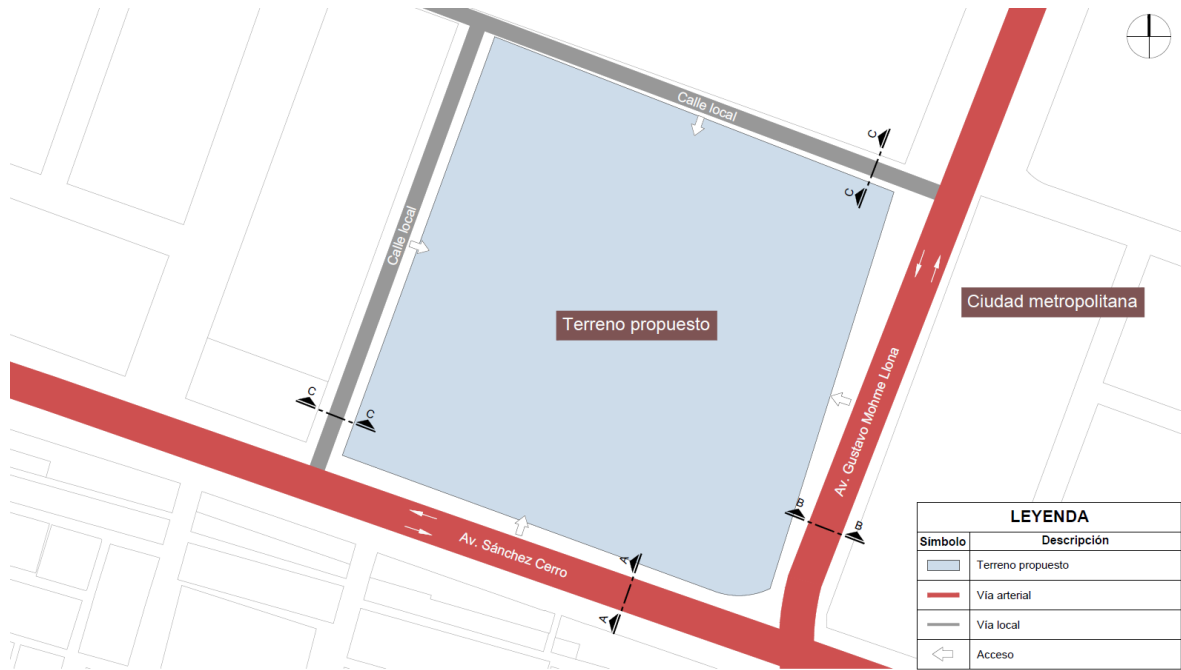 Calle local
C
C
Calle local
Ciudad metropolitana
Terreno propuesto
Av. Gustavo Mohme Llona
C
C
B
B
Av. Sánchez Cerro
A
A
LEYENDA
Símbolo Descripción
Terreno propuesto
Vía arterial
Vía local
Acceso